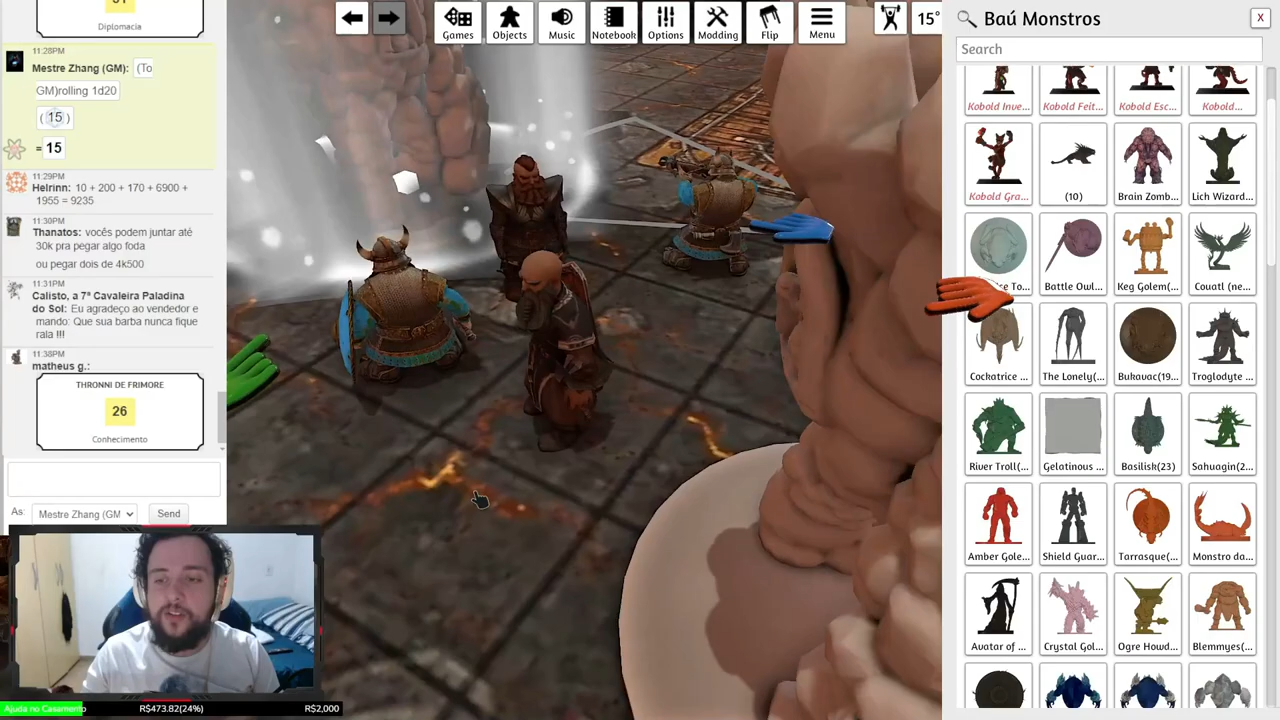 31
Diplomacia
11:28PM
Mestre Zhang (GM): (To
GM)rolling 1d20
( 15 )
= 15
11:29PM
Helrinn: 10 + 200 + 170 + 6900 +
1955 = 9235
11:30PM
Thanatos: vocês podem juntar até
30k pra pegar algo foda
ou pegar dois de 4k500
11:31PM
Calisto, a 7ª Cavaleira Paladina
do Sol: Eu agradeço ao vendedor e
mando: Que sua barba nunca fique
rala !!!
11:38PM
matheus g.:
THRONNI DE FRIMORE
26
Conhecimento
As:
Mestre Zhang (GM
Send
Ajuda no Casamento
R$473.82(24%)
R$2,000
Games
Objects
Music
Notebook
Options
Modding
Flip
Menu
15°
Baú Monstros
X
Search
Kobold Inve...
Kobold Feit...
Kobold Esc...
Kobold...
Kobold Gra...
(10)
Brain Zomb...
Lich Wizard...
To...
Battle Owl...
Keg Golem(...
Couatl (ne...
Cockatrice ...
The Lonely(...
Bukavac(19...
Troglodyte ...
River Troll(...
Gelatinous ...
Basilisk(23)
Sahuagin(2...
Amber Gole...
Shield Guar...
Tarrasque(...
Monstro da...
Avatar of ...
Crystal Gol...
Ogre Howd...
Blemmyes(...